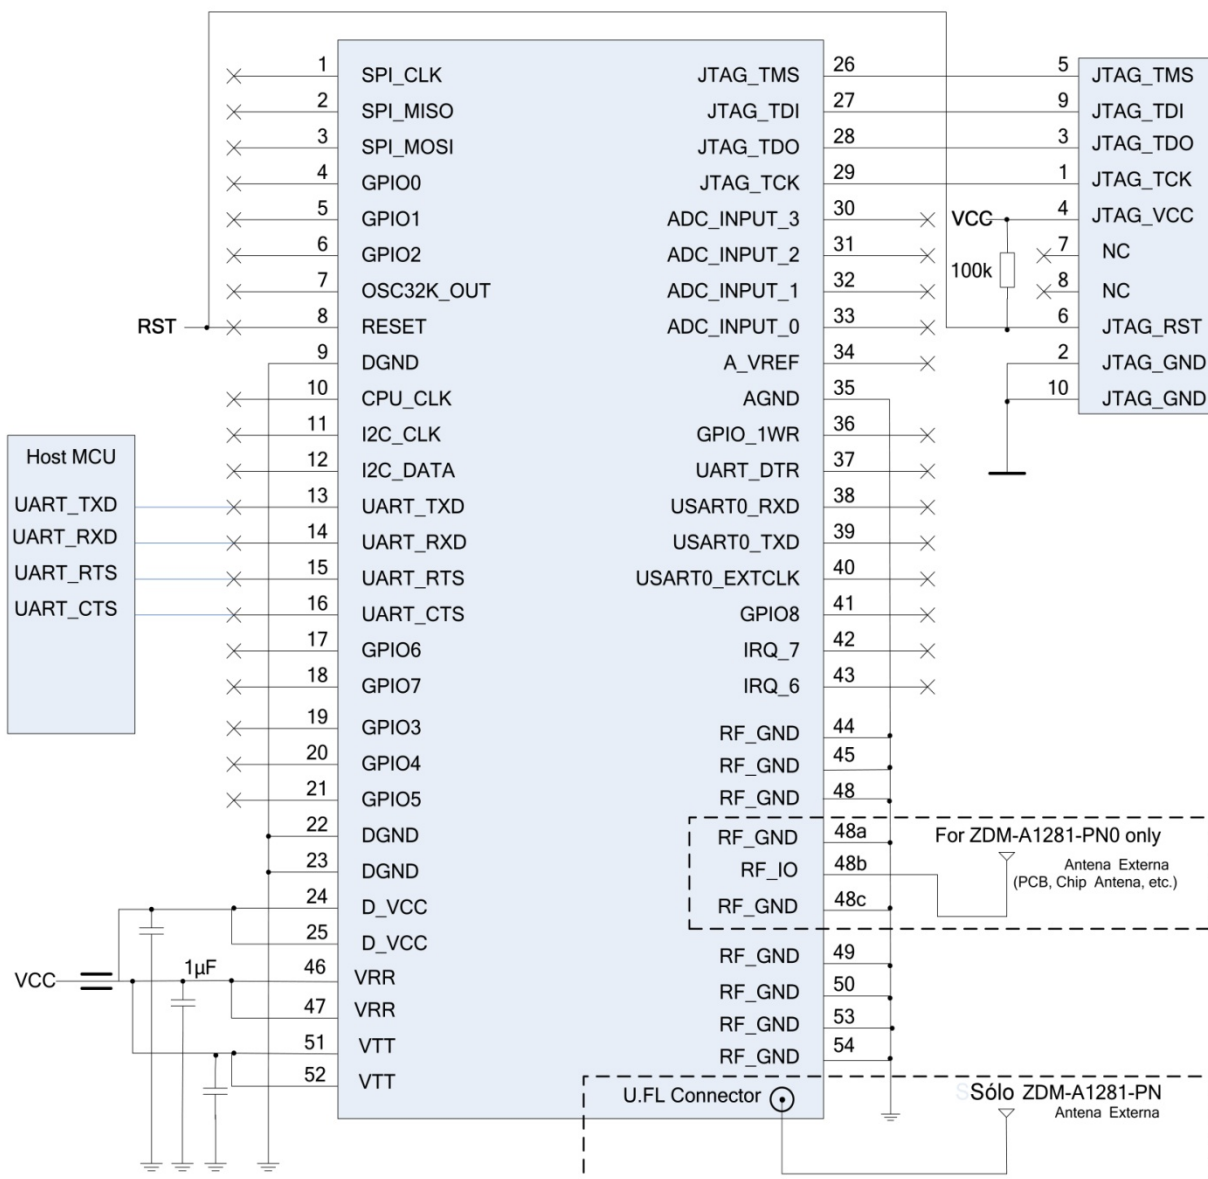 1 SPI_CLK JTAG_TMS 26 5 JTAG_TMS
2 SPI_MISO JTAG_TDI 27 9 JTAG_TDI
3 SPI_MOSI JTAG_TDO 28 3 JTAG_TDO
4 GPIO0 JTAG_TCK 29 1 JTAG_TCK
5 GPIO1 ADC_INPUT_3 30 VCC 4 JTAG_VCC
6 GPIO2 ADC_INPUT_2 31 7 NC
100k
7 OSC32K_OUT ADC_INPUT_1 32 8 NC
RST 8 RESET ADC_INPUT_0 33 6 JTAG_RST
9 DGND A_VREF 34 2 JTAG_GND
10 CPU_CLK AGND 35 10 JTAG_GND
11 I2C_CLK GPIO_1WR 36
Host MCU
12 I2C_DATA UART_DTR 37
UART_TXD 13 UART_TXD USART0_RXD 38
UART_RXD 14 UART_RXD USART0_TXD 39
UART_RTS 15 UART_RTS USART0_EXTCLK 40
UART_CTS 16 UART_CTS GPIO8 41
17 GPIO6 IRQ_7 42
18 GPIO7 IRQ_6 43
19 GPIO3 RF_GND 44
20 GPIO4 RF_GND 45
21 GPIO5 RF_GND 48
22 DGND RF_GND 48a For ZDM-A1281-PN0 only
23 DGND RF_IO 48b Antena Externa
(PCB, Chip Antena, etc.)
24 D_VCC RF_GND 48c
25 D_VCC RF_GND 49
VCC 1µF 46 VRR RF_GND 50
47 VRR RF_GND 53
51 VTT RF_GND 54
52 VTT
U.FL Connector SSólo ZDM-A1281-PN
Antena Externa